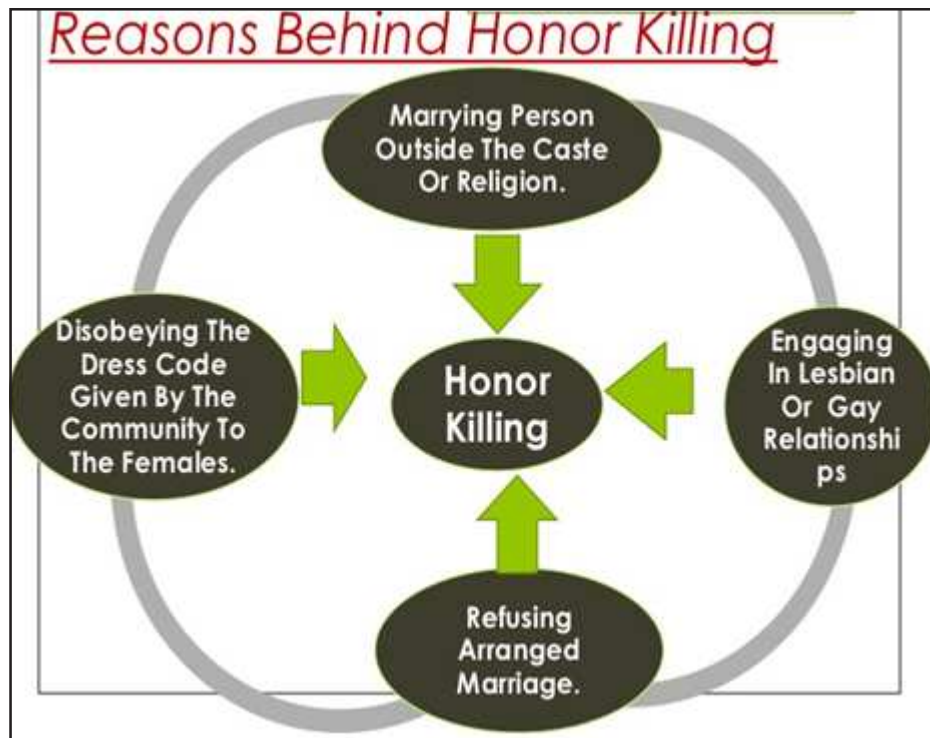 Reasons Behind Honor Killing
Marrying Person
Outside The Caste
Or Religion.
Disobeying The
Dress Code
Given By The
Community To
The Females.
Honor
Killing
Engaging
In Lesbian
Or Gay
Relationshi
ps
Refusing
Arranged
Marriage.